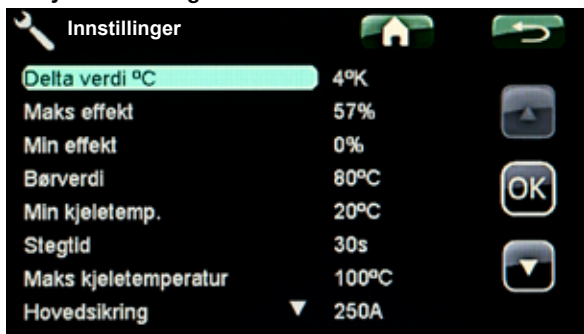 Innstillinger
Delta verdi ºC 4ºK
Maks effekt 57%
Min effekt 0%
Børverdi 80ºC
OK
Min kjeletemp. 20ºC
Stegtid 30s
Maks kjeletemperatur 100ºC
Hovedsikring 250A